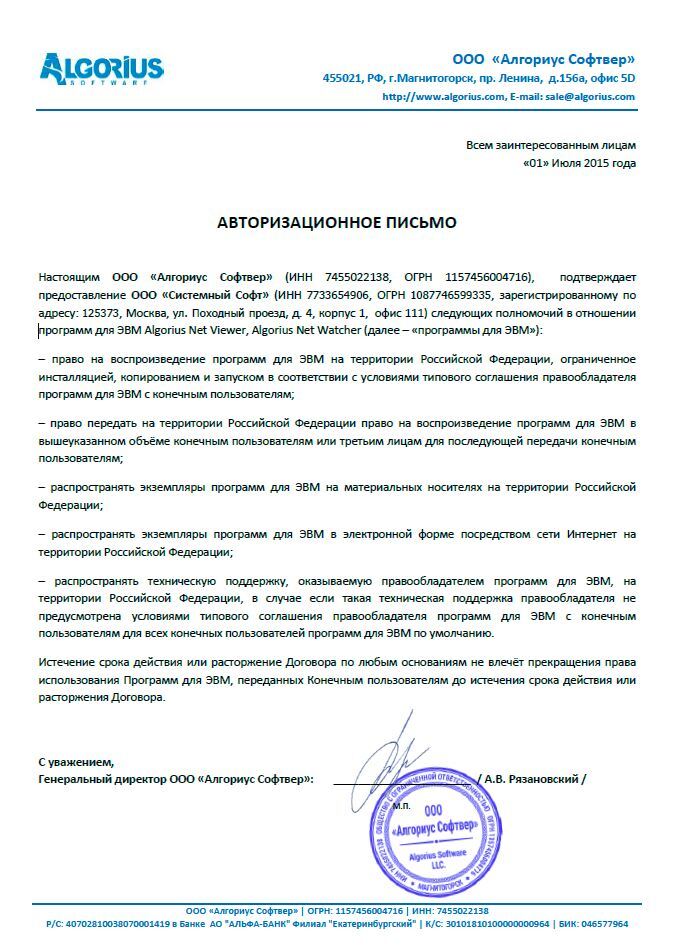 ALGORIUS
SOFTWARE
ООО «Алгориус Софтвер»
455021, РФ, г.Магнитогорск, пр. Ленина, д.156а, офис 5D
http://www.algorius.com, E-mail: sale@algorius.com
Всем заинтересованным лицам
«01» Июля 2015 года
АВТОРИЗАЦИОННОЕ ПИСЬМО
Настоящим ООО «Алгориус Софтвер» (ИНН 7455022138, ОГРН 1157456004716), подтверждает
предоставление ООО «Системный Софт» (ИНН 7733654906, ОГРН 1087746599335, зарегистрированному по
адресу: 125373, Москва, ул. Походный проезд, д. 4, корпус 1, офис 111) следующих полномочий в отношении
программ для ЭВМ Algorius Net Viewer, Algorius Net Watcher (далее – «программы для ЭВМ»):
– право на воспроизведение программ для ЭВМ на территории Российской Федерации, ограниченное
инсталляцией, копированием и запуском в соответствии с условиями типового соглашения правообладателя
программ для ЭВМ с конечным пользователями;
– право передать на территории Российской Федерации право на воспроизведение программ для ЭВМ в
вышеуказанном объёме конечным пользователям или третьим лицам для последующей передачи конечным
пользователям;
– распространять экземпляры программ для ЭВМ на материальных носителях на территории Российской
Федерации;
– распространять экземпляры программ для ЭВМ в электронной форме посредством сети Интернет на
территории Российской Федерации;
– распространять техническую поддержку, оказываемую правообладателем программ для ЭВМ, на
территории Российской Федерации, в случае если такая техническая поддержка правообладателя не
предусмотрена условиями типового соглашения правообладателя программ для ЭВМ с конечным
пользователям для всех конечных пользователей программ для ЭВМ по умолчанию.
Истечение срока действия или расторжение Договора по любым основаниям не влечёт прекращения права
использования Программ для ЭВМ, переданных Конечным пользователям до истечения срока действия или
расторжения Договора.
С уважением,
Генеральный директор ООО «Алгориус Софтвер»: / А.В. Рязановский /
М.П.
ОБЩЕСТВО С ОГРАНИЧЕННОЙ ОТВЕТСТВЕННОСТЬЮ ОГРН 1157456004716
ИНН 7455022138
ООО
«Алгориус Софтвер»
Algorius Software
LLC.
МАГНИТОГОРСК
ООО «Алгориус Софтвер» | ОГРН: 1157456004716 | ИНН: 7455022138
Р/С: 40702810038070001419 в Банке АО "АЛЬФА-БАНК" Филиал "Екатеринбургский" | К/С: 30101810100000000964 | БИК: 046577964